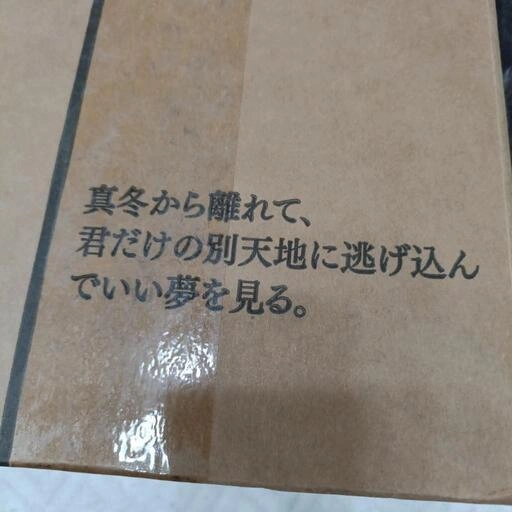 真冬から離れて、
君だけの別天地に逃げ込ん
でいい夢を見る。